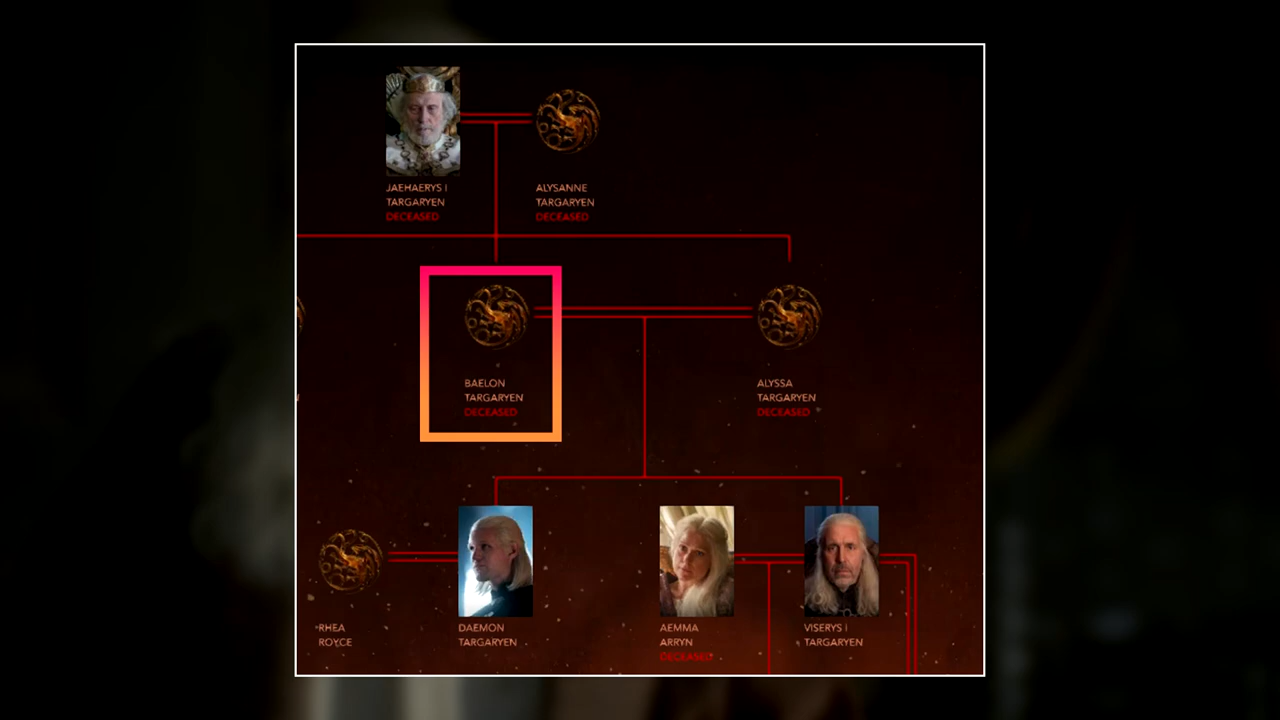 JAEHAERYS I
TARGARYEN
DECEASED
ALYSANNE
TARGARYEN
DECEASED
BAELON
TARGARYEN
DECEASED
ALYSSA
TARGARYEN
DECEASED
RHEA
ROYCE
DAEMON
TARGARYEN
AEMMA
ARRYN
DECEASED
VISERYS I
TARGARYEN